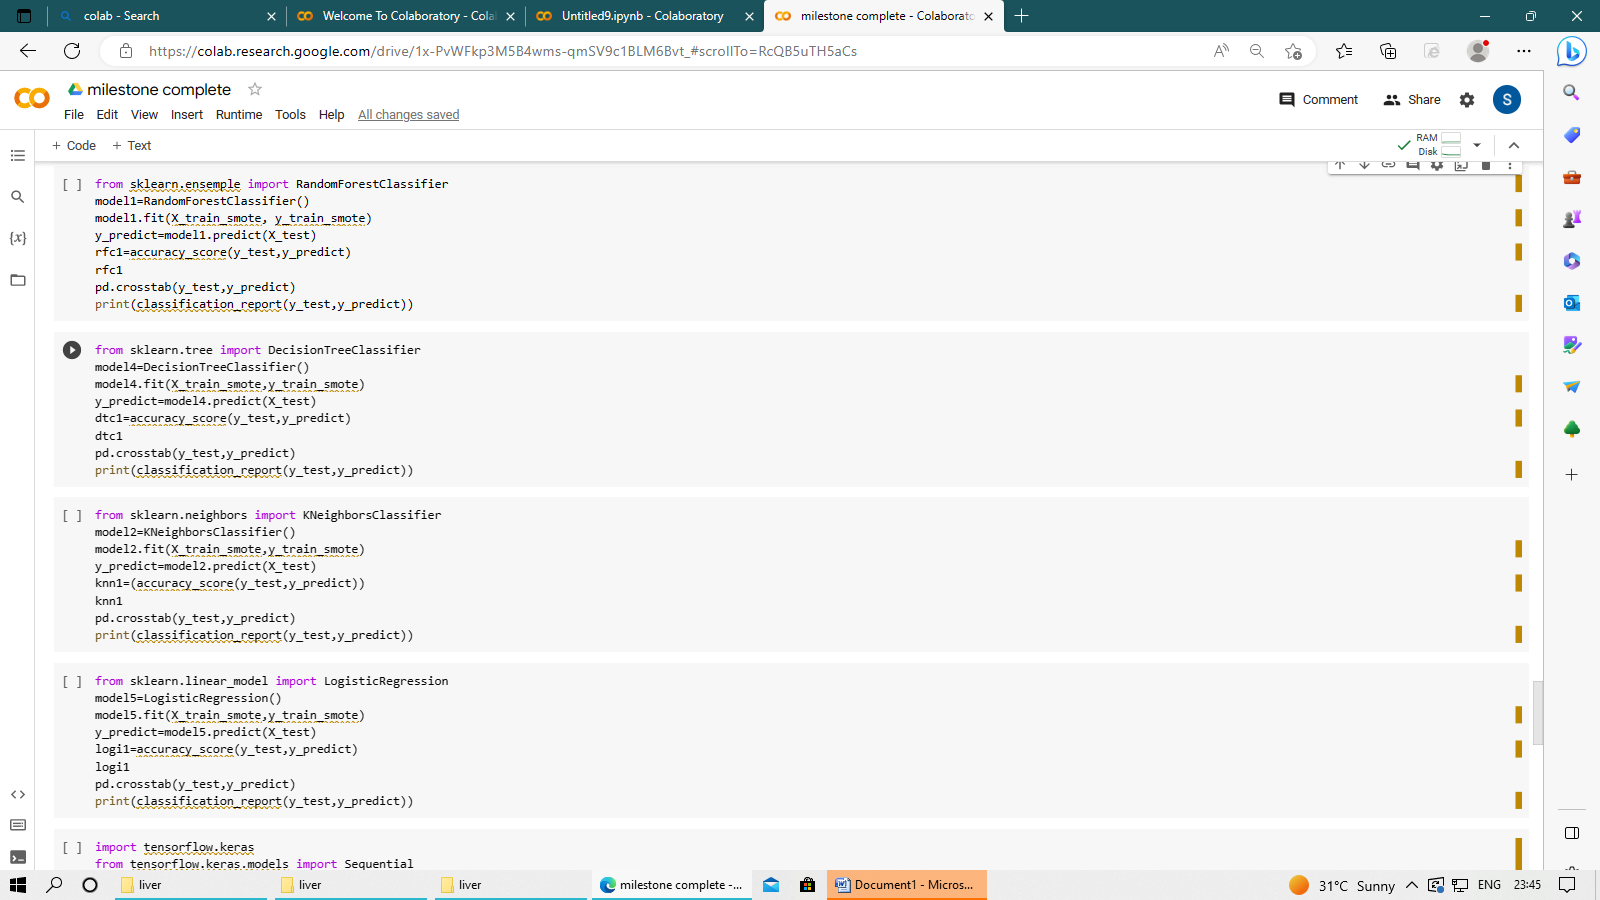 colab - Search
Welcome To Colaboratory - Cola
Untitled9.ipynb - Colaboratory
milestone complete - Colaborato
https://colab.research.google.com/drive/1x-PvWFkp3M5B4wms-qmSV9c1BLM6Bvt_#scrollTo=RcQB5uTH5aCs
milestone complete
Comment
Share
S
File Edit View Insert Runtime Tools Help All changes saved
+ Code + Text
RAM
Disk
[ ] from sklearn.ensemple import RandomForestClassifier
model1=RandomForestClassifier()
model1.fit(X_train_smote, y_train_smote)
y_predict=model1.predict(X_test)
rfc1=accuracy_score(y_test,y_predict)
rfc1
pd.crosstab(y_test,y_predict)
print(classification_report(y_test,y_predict))
from sklearn.tree import DecisionTreeClassifier
model4=DecisionTreeClassifier()
model4.fit(X_train_smote,y_train_smote)
y_predict=model4.predict(X_test)
dtc1=accuracy_score(y_test,y_predict)
dtc1
pd.crosstab(y_test,y_predict)
print(classification_report(y_test,y_predict))
[ ] from sklearn.neighbors import KNeighborsClassifier
model2=KNeighborsClassifier()
model2.fit(X_train_smote,y_train_smote)
y_predict=model2.predict(X_test)
knn1=(accuracy_score(y_test,y_predict))
knn1
pd.crosstab(y_test,y_predict)
print(classification_report(y_test,y_predict))
[ ] from sklearn.linear_model import LogisticRegression
model5=LogisticRegression()
model5.fit(X_train_smote,y_train_smote)
y_predict=model5.predict(X_test)
logi1=accuracy_score(y_test,y_predict)
logi1
pd.crosstab(y_test,y_predict)
print(classification_report(y_test,y_predict))
[ ] import tensorflow.keras
from tensorflow.keras.models import Sequential
liver
liver
liver
milestone complete -...
Document1 - Micros...
31°C Sunny
ENG
23:45